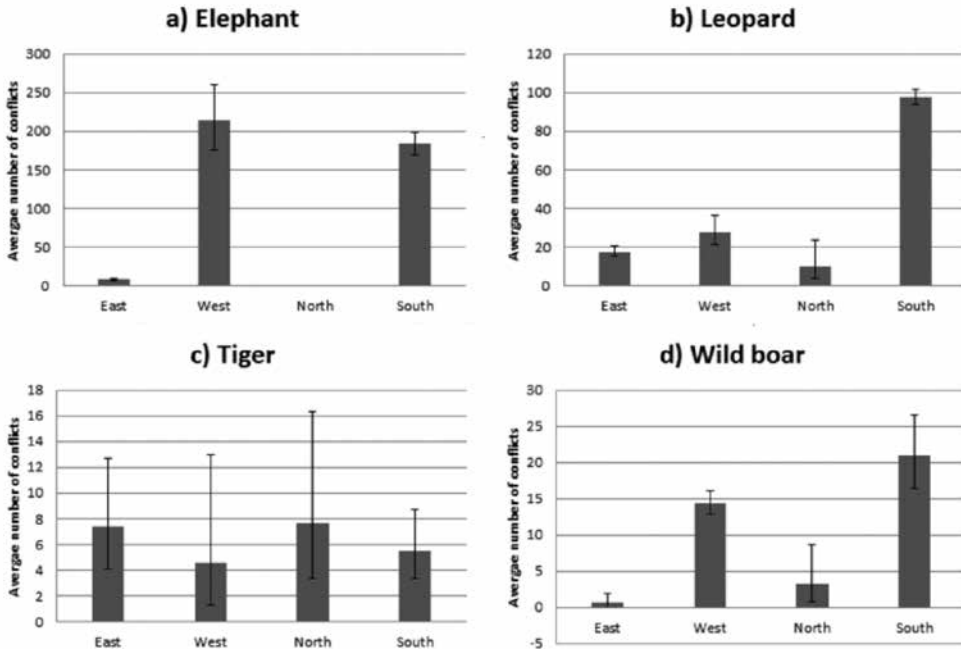 a) Elephant
Avergae number of conflicts
300
250
200
150
100
50
0
East West North South
b) Leopard
Avergae number of conflicts
120
100
80
60
40
20
0
East West North South
c) Tiger
Avergae number of conflicts
18
16
14
12
10
8
6
4
2
0
East West North South
d) Wild boar
Avergae number of conflicts
30
25
20
15
10
5
0
-5
East West North South